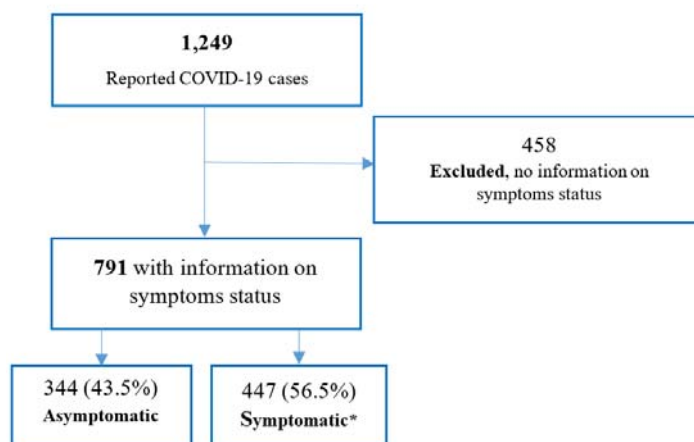 1,249
Reported COVID-19 cases
458
Excluded, no information on
symptoms status
791 with information on
symptoms status
344 (43.5%)
Asymptomatic
447 (56.5%)
Symptomatic*